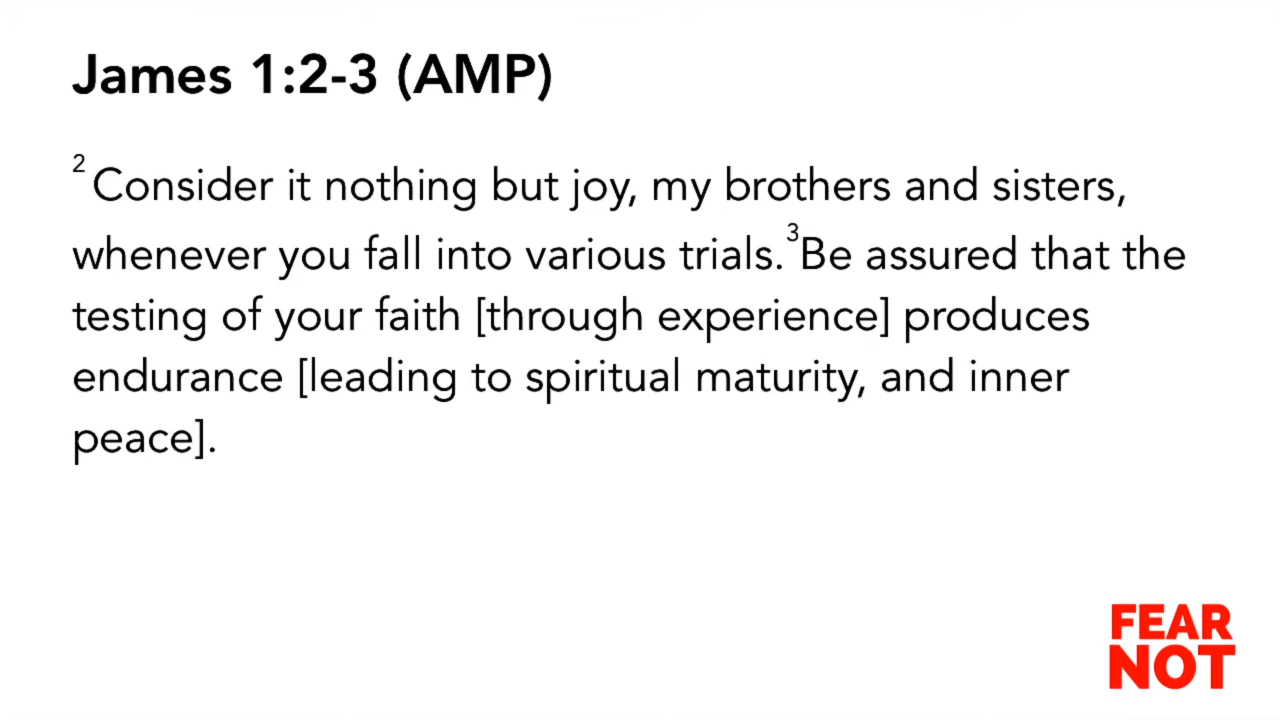 James 1:2-3 (AMP)
2 Consider it nothing but joy, my brothers and sisters,
whenever you fall into various trials. 3Be assured that the
testing of your faith [through experience] produces
endurance [leading to spiritual maturity, and inner
peace].
FEAR
NOT